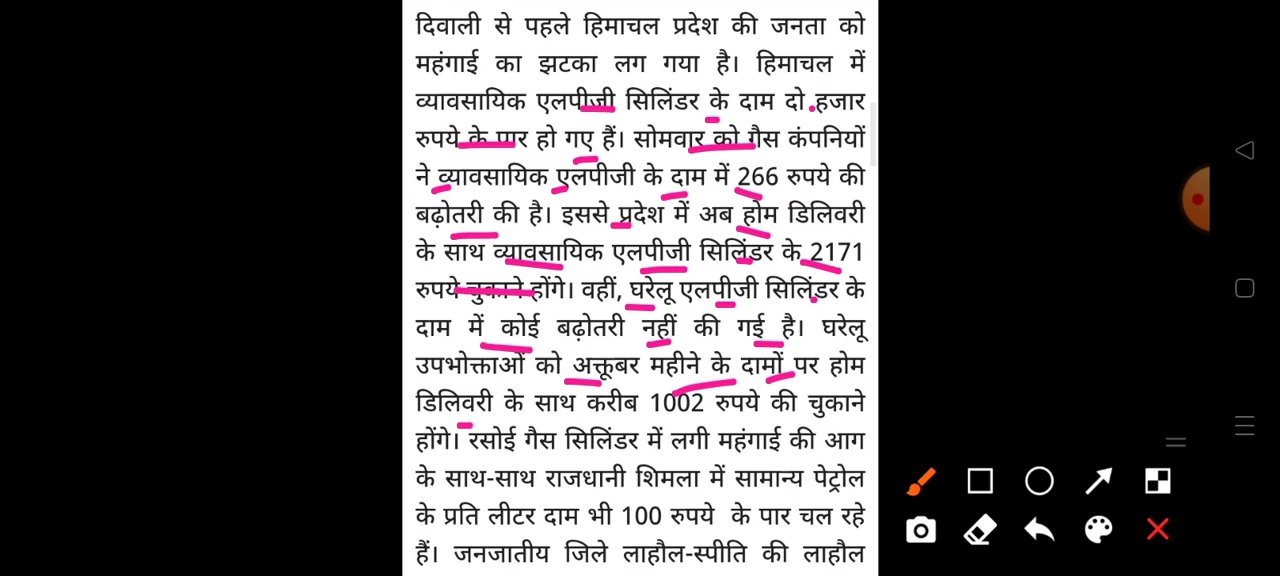 दिवाली से पहले हिमाचल प्रदेश की जनता को
महंगाई का झटका लग गया है। हिमाचल में
व्यावसायिक एलपीजी सिलिंडर के दाम दो हजार
रुपये के पार हो गए हैं। सोमवार को गैस कंपनियों
ने व्यावसायिक एलपीजी के दाम में 266 रुपये की
बढ़ोतरी की है। इससे प्रदेश में अब होम डिलिवरी
के साथ व्यावसायिक एलपीजी सिलिंडर के 2171
रुपये चुकाने होंगे। वहीं, घरेलू एलपीजी सिलिंडर के
दाम में कोई बढ़ोतरी नहीं की गई है। घरेलू
उपभोक्ताओं को अक्तूबर महीने के दामों पर होम
डिलिवरी के साथ करीब 1002 रुपये की चुकाने
होंगे। रसोई गैस सिलिंडर में लगी महंगाई की आग
के साथ-साथ राजधानी शिमला में सामान्य पेट्रोल
के प्रति लीटर दाम भी 100 रुपये के पार चल रहे
हैं। जनजातीय जिले लाहौल-स्पीति की लाहौल